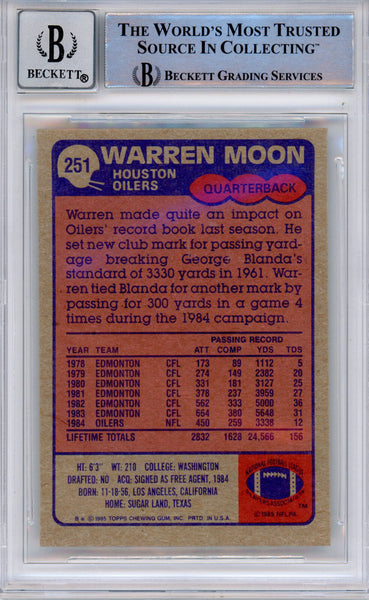 THE WORLD'S MOST TRUSTED
SOURCE IN COLLECTING™
B
BECKETT®
B BECKETT GRADING SERVICES
251 WARREN MOON
HOUSTON
OILERS
QUARTERBACK
Warren made quite an impact on
Oilers' record book last season. He
set new club mark for passing yard-
age breaking George Blanda's
standard of 3330 yards in 1961. War-
ren tied Blanda for another mark by
passing for 300 yards in a game 4
times during the 1984 campaign.
PASSING RECORD
YEAR TEAM ATT COMP YDS TDS
1978 EDMONTON CFL 173 89 1112 5
1979 EDMONTON CFL 274 149 2382 20
1980 EDMONTON CFL 331 181 3127 25
1981 EDMONTON CFL 378 237 3959 27
1982 EDMONTON CFL 562 333 5000 36
1983 EDMONTON CFL 664 380 5648 31
1984 OILERS NFL 450 259 3338 12
LIFETIME TOTALS 2832 1628 24,566 156
HT: 6'3" WT: 210 COLLEGE: WASHINGTON
DRAFTED: NO ACQ: SIGNED AS FREE AGENT, 1984
BORN: 11-18-56, LOS ANGELES, CALIFORNIA
HOME: SUGAR LAND, TEXAS
© 1985 TOPPS CHEWING GUM, INC. PRTD. IN U.S.A.
NATIONAL FOOTBALL LEAGUE
PLAYERS ASSOCIATION
TM
© 1985 NFLPA